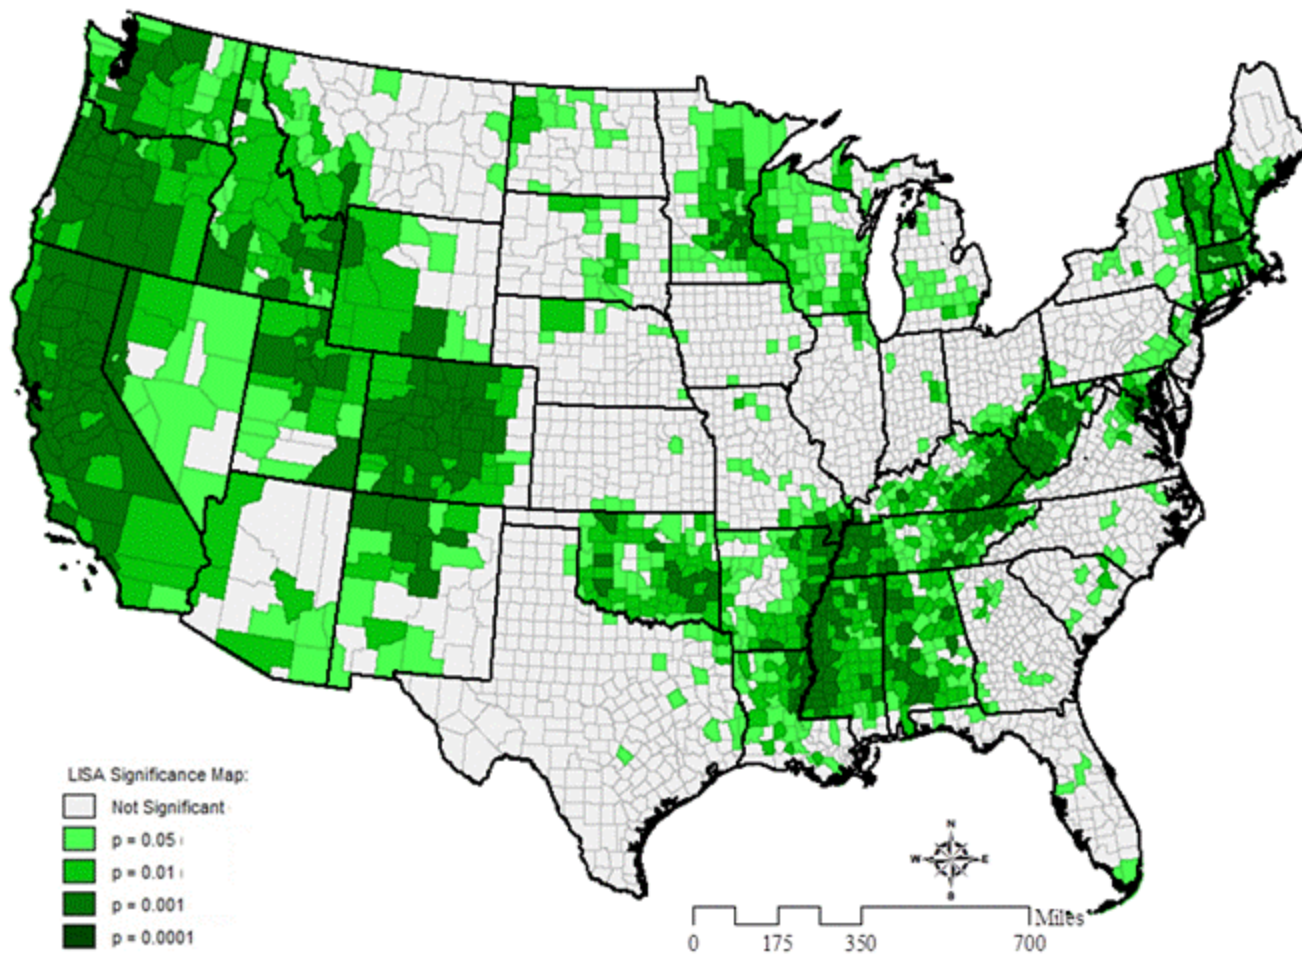 LISA Significance Map:
Not Significant
p = 0.05
p = 0.01
p = 0.001
p = 0.0001
N
W E
S
Miles
0 175 350 700